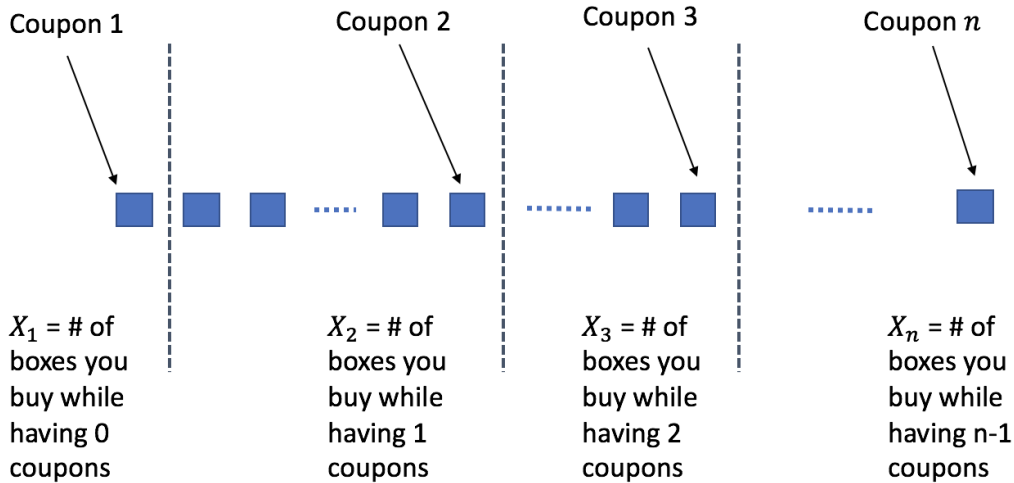 Coupon 1
Coupon 2
Coupon 3
Coupon n
X₁ = # of
boxes you
buy while
having 0
coupons
X₂ = # of
boxes you
buy while
having 1
coupons
X₃ = # of
boxes you
buy while
having 2
coupons
Xₙ = # of
boxes you
buy while
having n-1
coupons